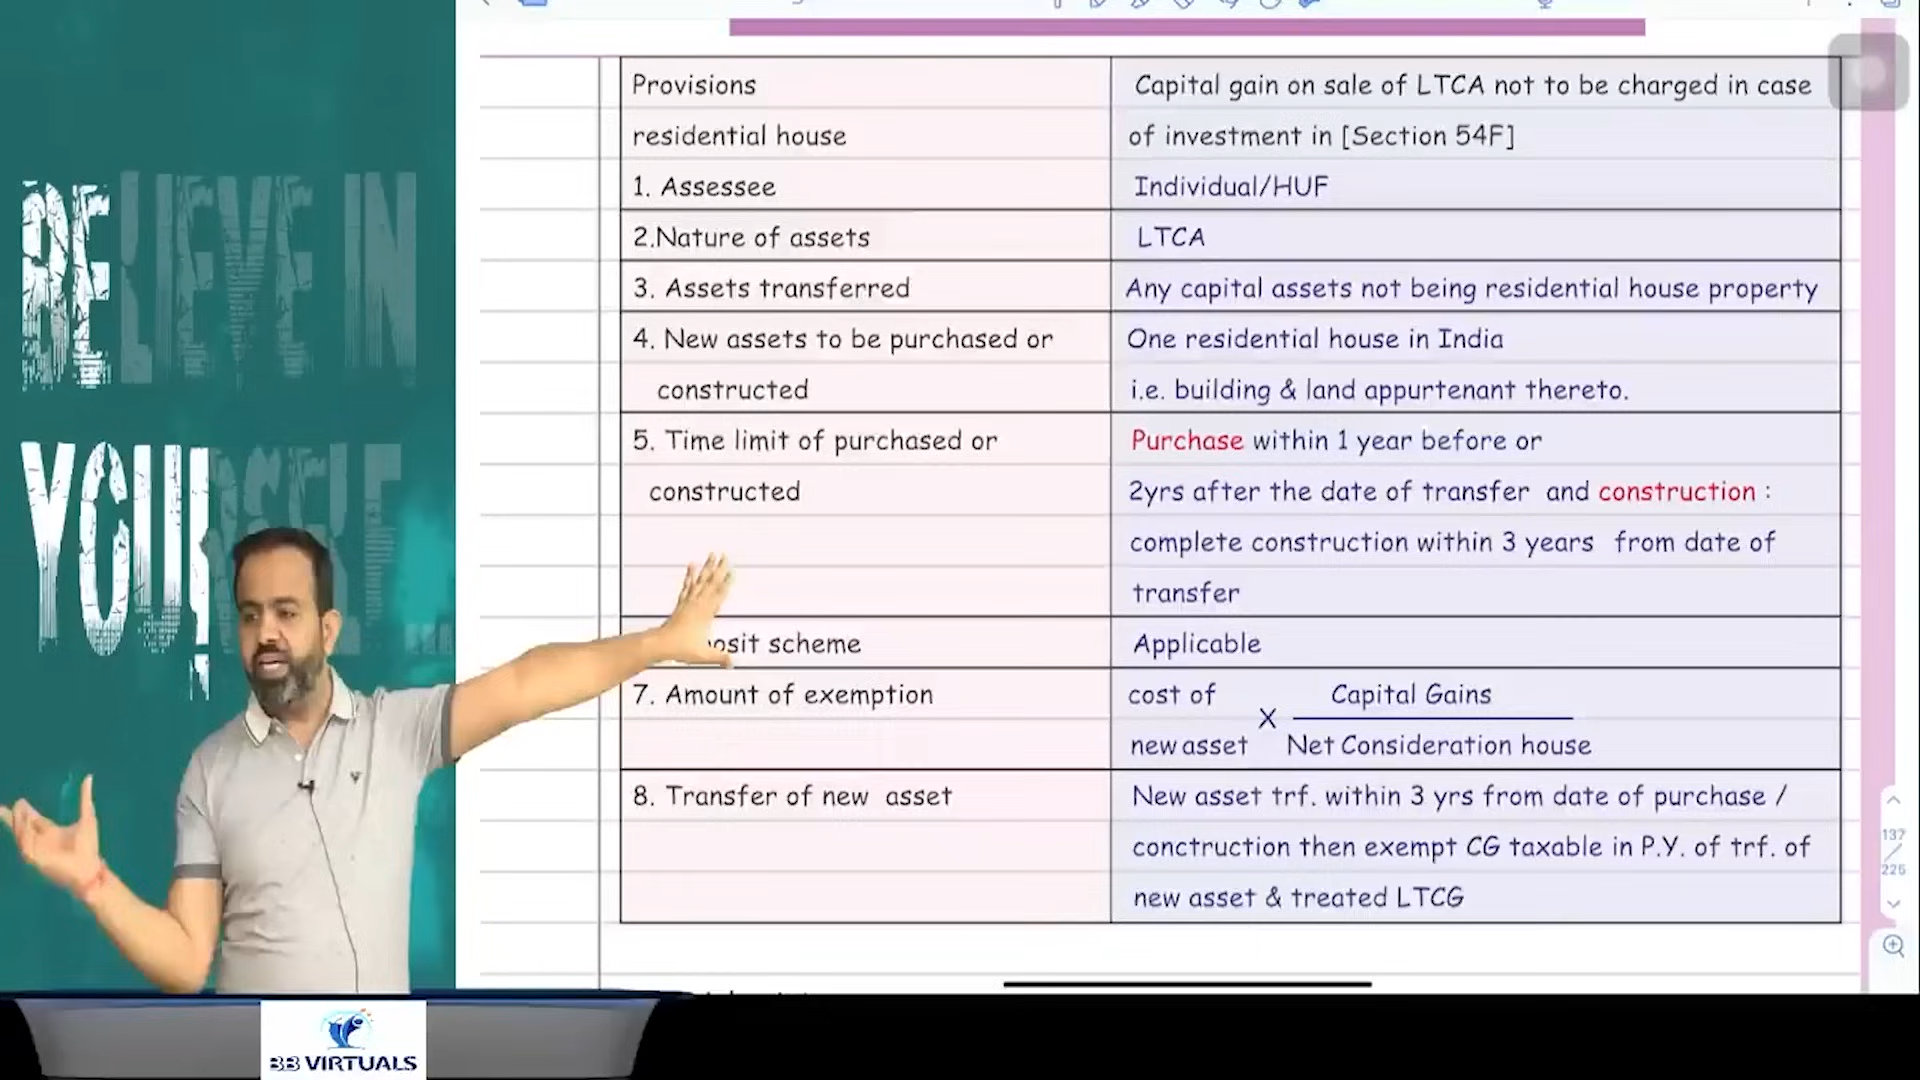 BELIEVE IN
YOURSELF...
Provisions
Capital gain on sale of LTCA not to be charged in case
residential house
of investment in [Section 54F]
1. Assessee
Individual/HUF
2.Nature of assets
LTCA
3. Assets transferred
Any capital assets not being residential house property
4. New assets to be purchased or
One residential house in India
constructed
i.e. building & land appurtenant thereto.
5. Time limit of purchased or
Purchase within 1 year before or
constructed
2yrs after the date of transfer and construction :
complete construction within 3 years from date of
transfer
scheme
Applicable
7. Amount of exemption
cost of
new asset
X
Capital Gains
Net Consideration house
8. Transfer of new asset
New asset trf. within 3 yrs from date of purchase /
conctruction then exempt CG taxable in P.Y. of trf. of
new asset & treated LTCG
137
225
BB VIRTUALS